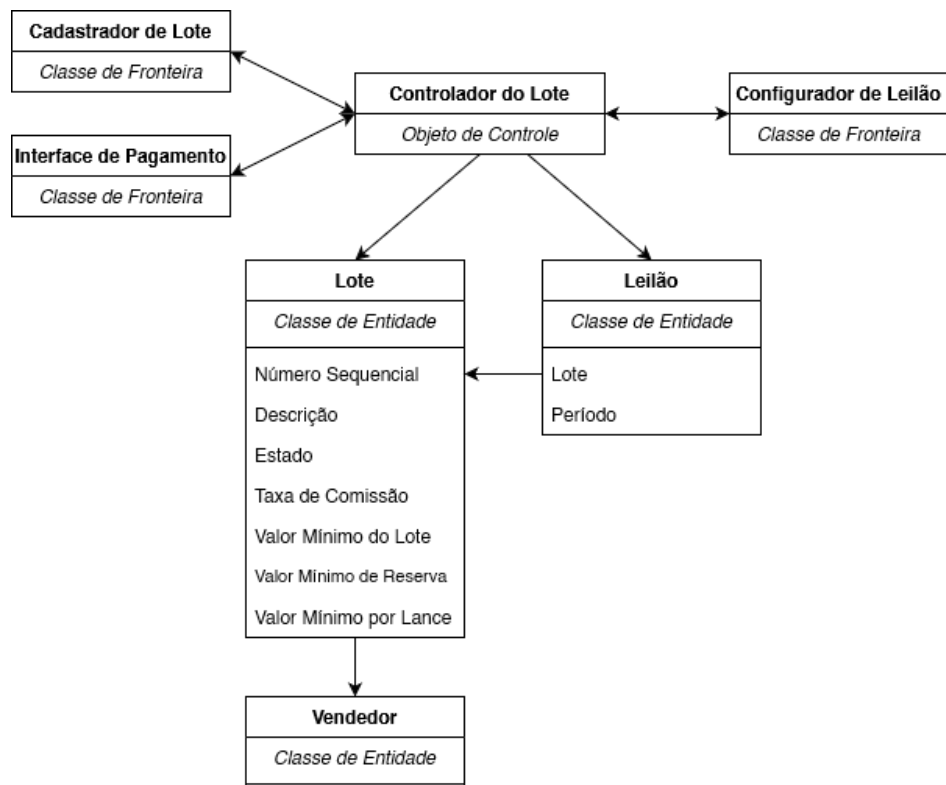 Cadastrador de Lote
Classe de Fronteira
Interface de Pagamento
Classe de Fronteira
Controlador do Lote
Objeto de Controle
Configurador de Leilão
Classe de Fronteira
Lote
Classe de Entidade
Número Sequencial
Descrição
Estado
Taxa de Comissão
Valor Mínimo do Lote
Valor Mínimo de Reserva
Valor Mínimo por Lance
Leilão
Classe de Entidade
Lote
Período
Vendedor
Classe de Entidade